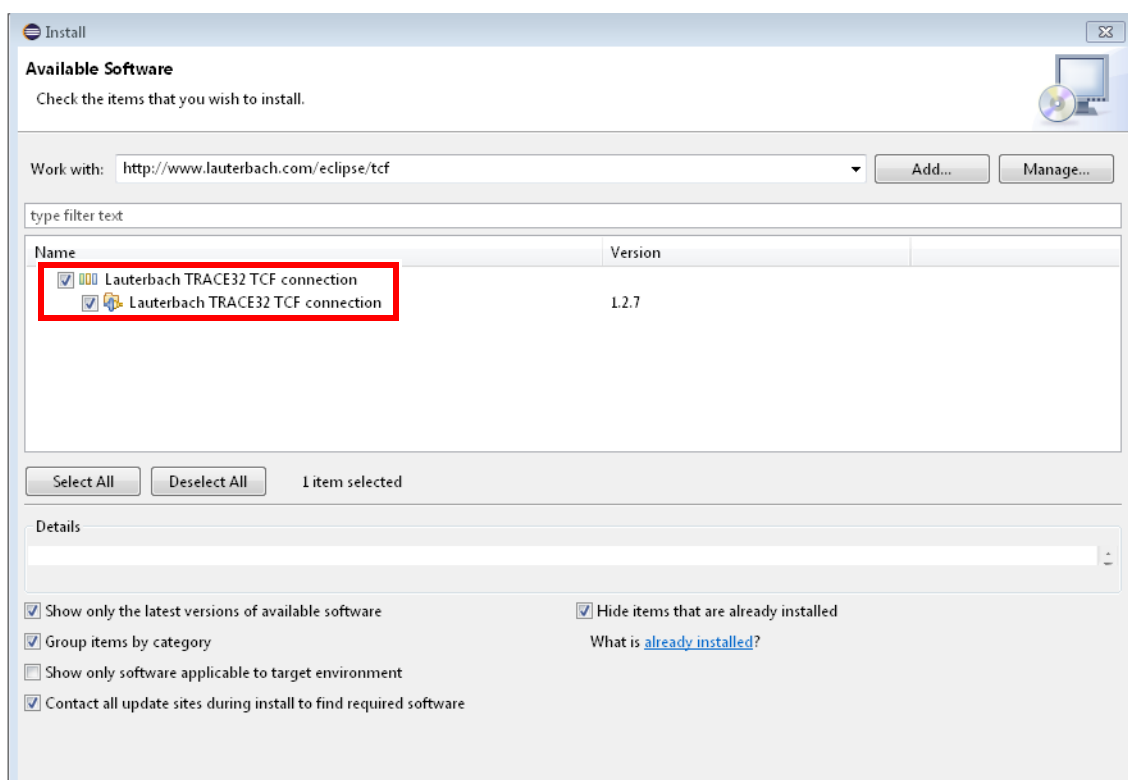 Install
Available Software
Check the items that you wish to install.
Work with: http://www.lauterbach.com/eclipse/tcf Add... Manage...
type filter text
Name Version
Lauterbach TRACE32 TCF connection
Lauterbach TRACE32 TCF connection 1.2.7
Select All Deselect All 1 item selected
Details
Show only the latest versions of available software Hide items that are already installed
Group items by category What is already installed?
Show only software applicable to target environment
Contact all update sites during install to find required software